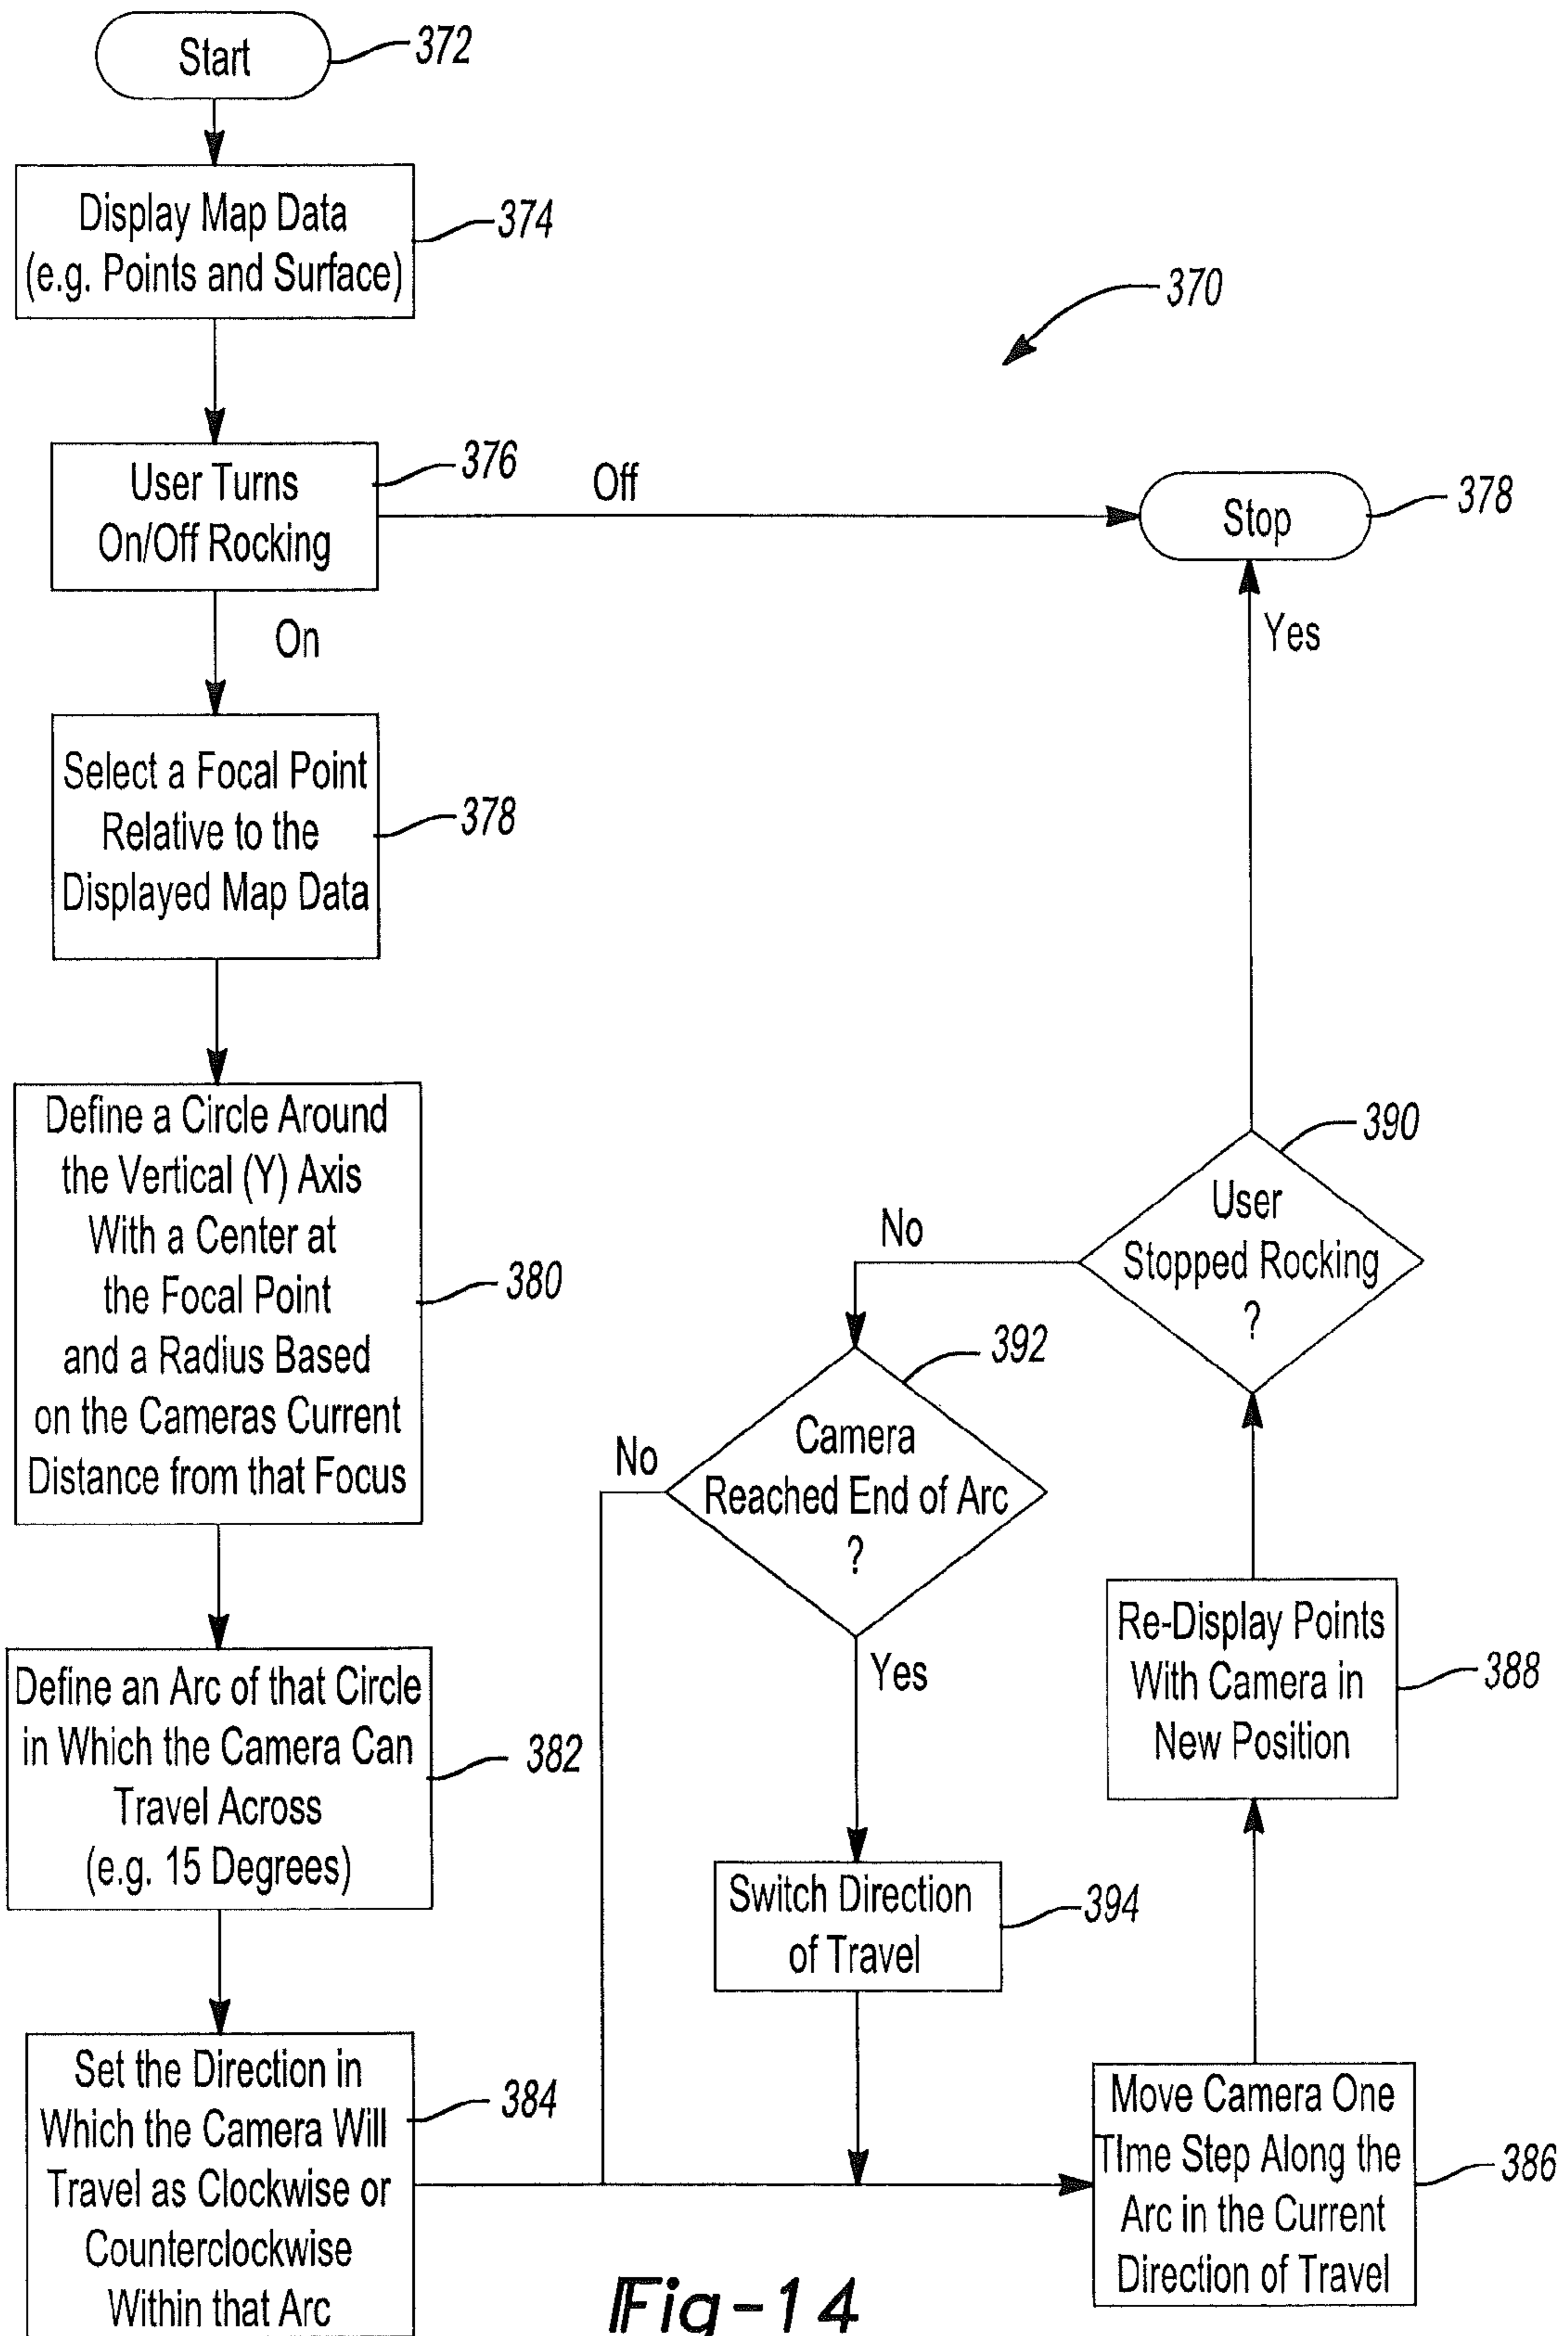 Start
372
Display Map Data
(e.g. Points and Surface)
374
370
User Turns
On/Off Rocking
376
Off
Stop
378
On
Yes
Select a Focal Point
Relative to the
Displayed Map Data
378
Define a Circle Around
the Vertical (Y) Axis
With a Center at
the Focal Point
and a Radius Based
on the Cameras Current
Distance from that Focus
380
User
Stopped Rocking
?
390
No
Camera
Reached End of Arc
?
392
No
Yes
Re-Display Points
With Camera in
New Position
388
Define an Arc of that Circle
in Which the Camera Can
Travel Across
(e.g. 15 Degrees)
382
Switch Direction
of Travel
394
Set the Direction in
Which the Camera Will
Travel as Clockwise or
Counterclockwise
Within that Arc
384
Move Camera One
TIme Step Along the
Arc in the Current
Direction of Travel
386
Fig-14